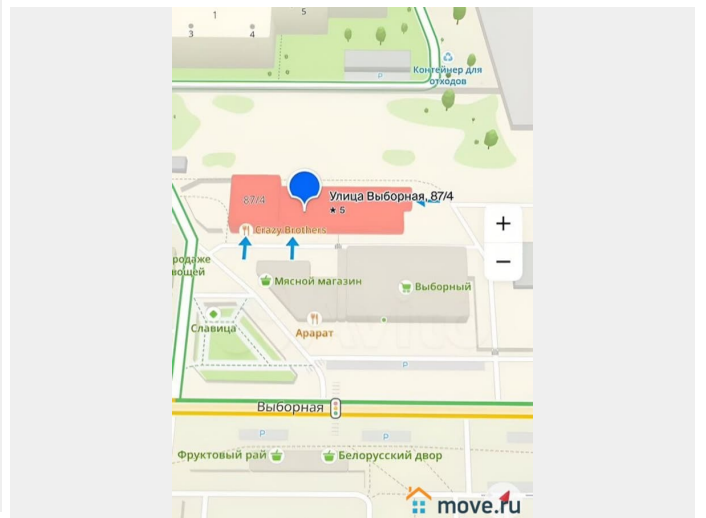 1
5
3
4
P
Контейнер для
отходов
87/4
Улица Выборная, 87/4
★ 5
Crazy Brothers
+
−
родаже
вощей
Мясной магазин
Выборный
Славица
Арарат
P
Выборная
P
P
Фруктовый рай
Белорусский двор
move.ru